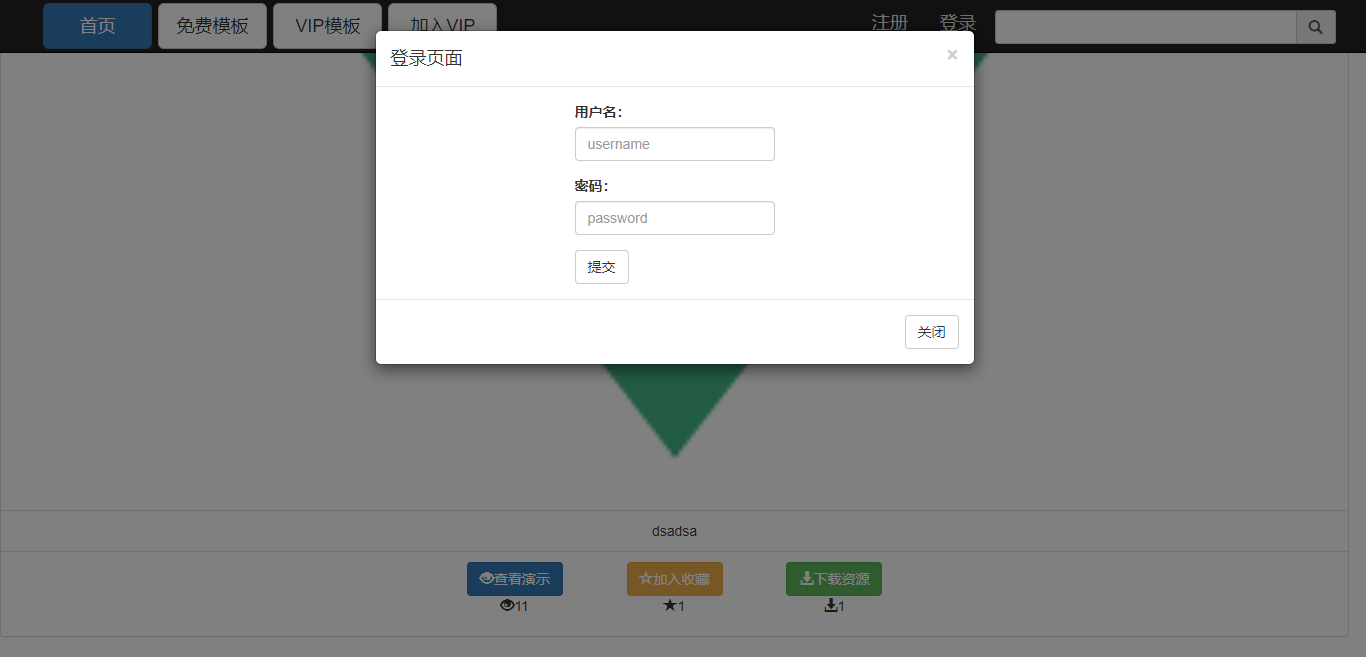 首页 免费模板 VIP模板 加入VIP 注册 登录
登录页面 ×
用户名：
username
密码：
password
提交
关闭
dsadsa
查看演示 加入收藏 下载资源
11 1 1